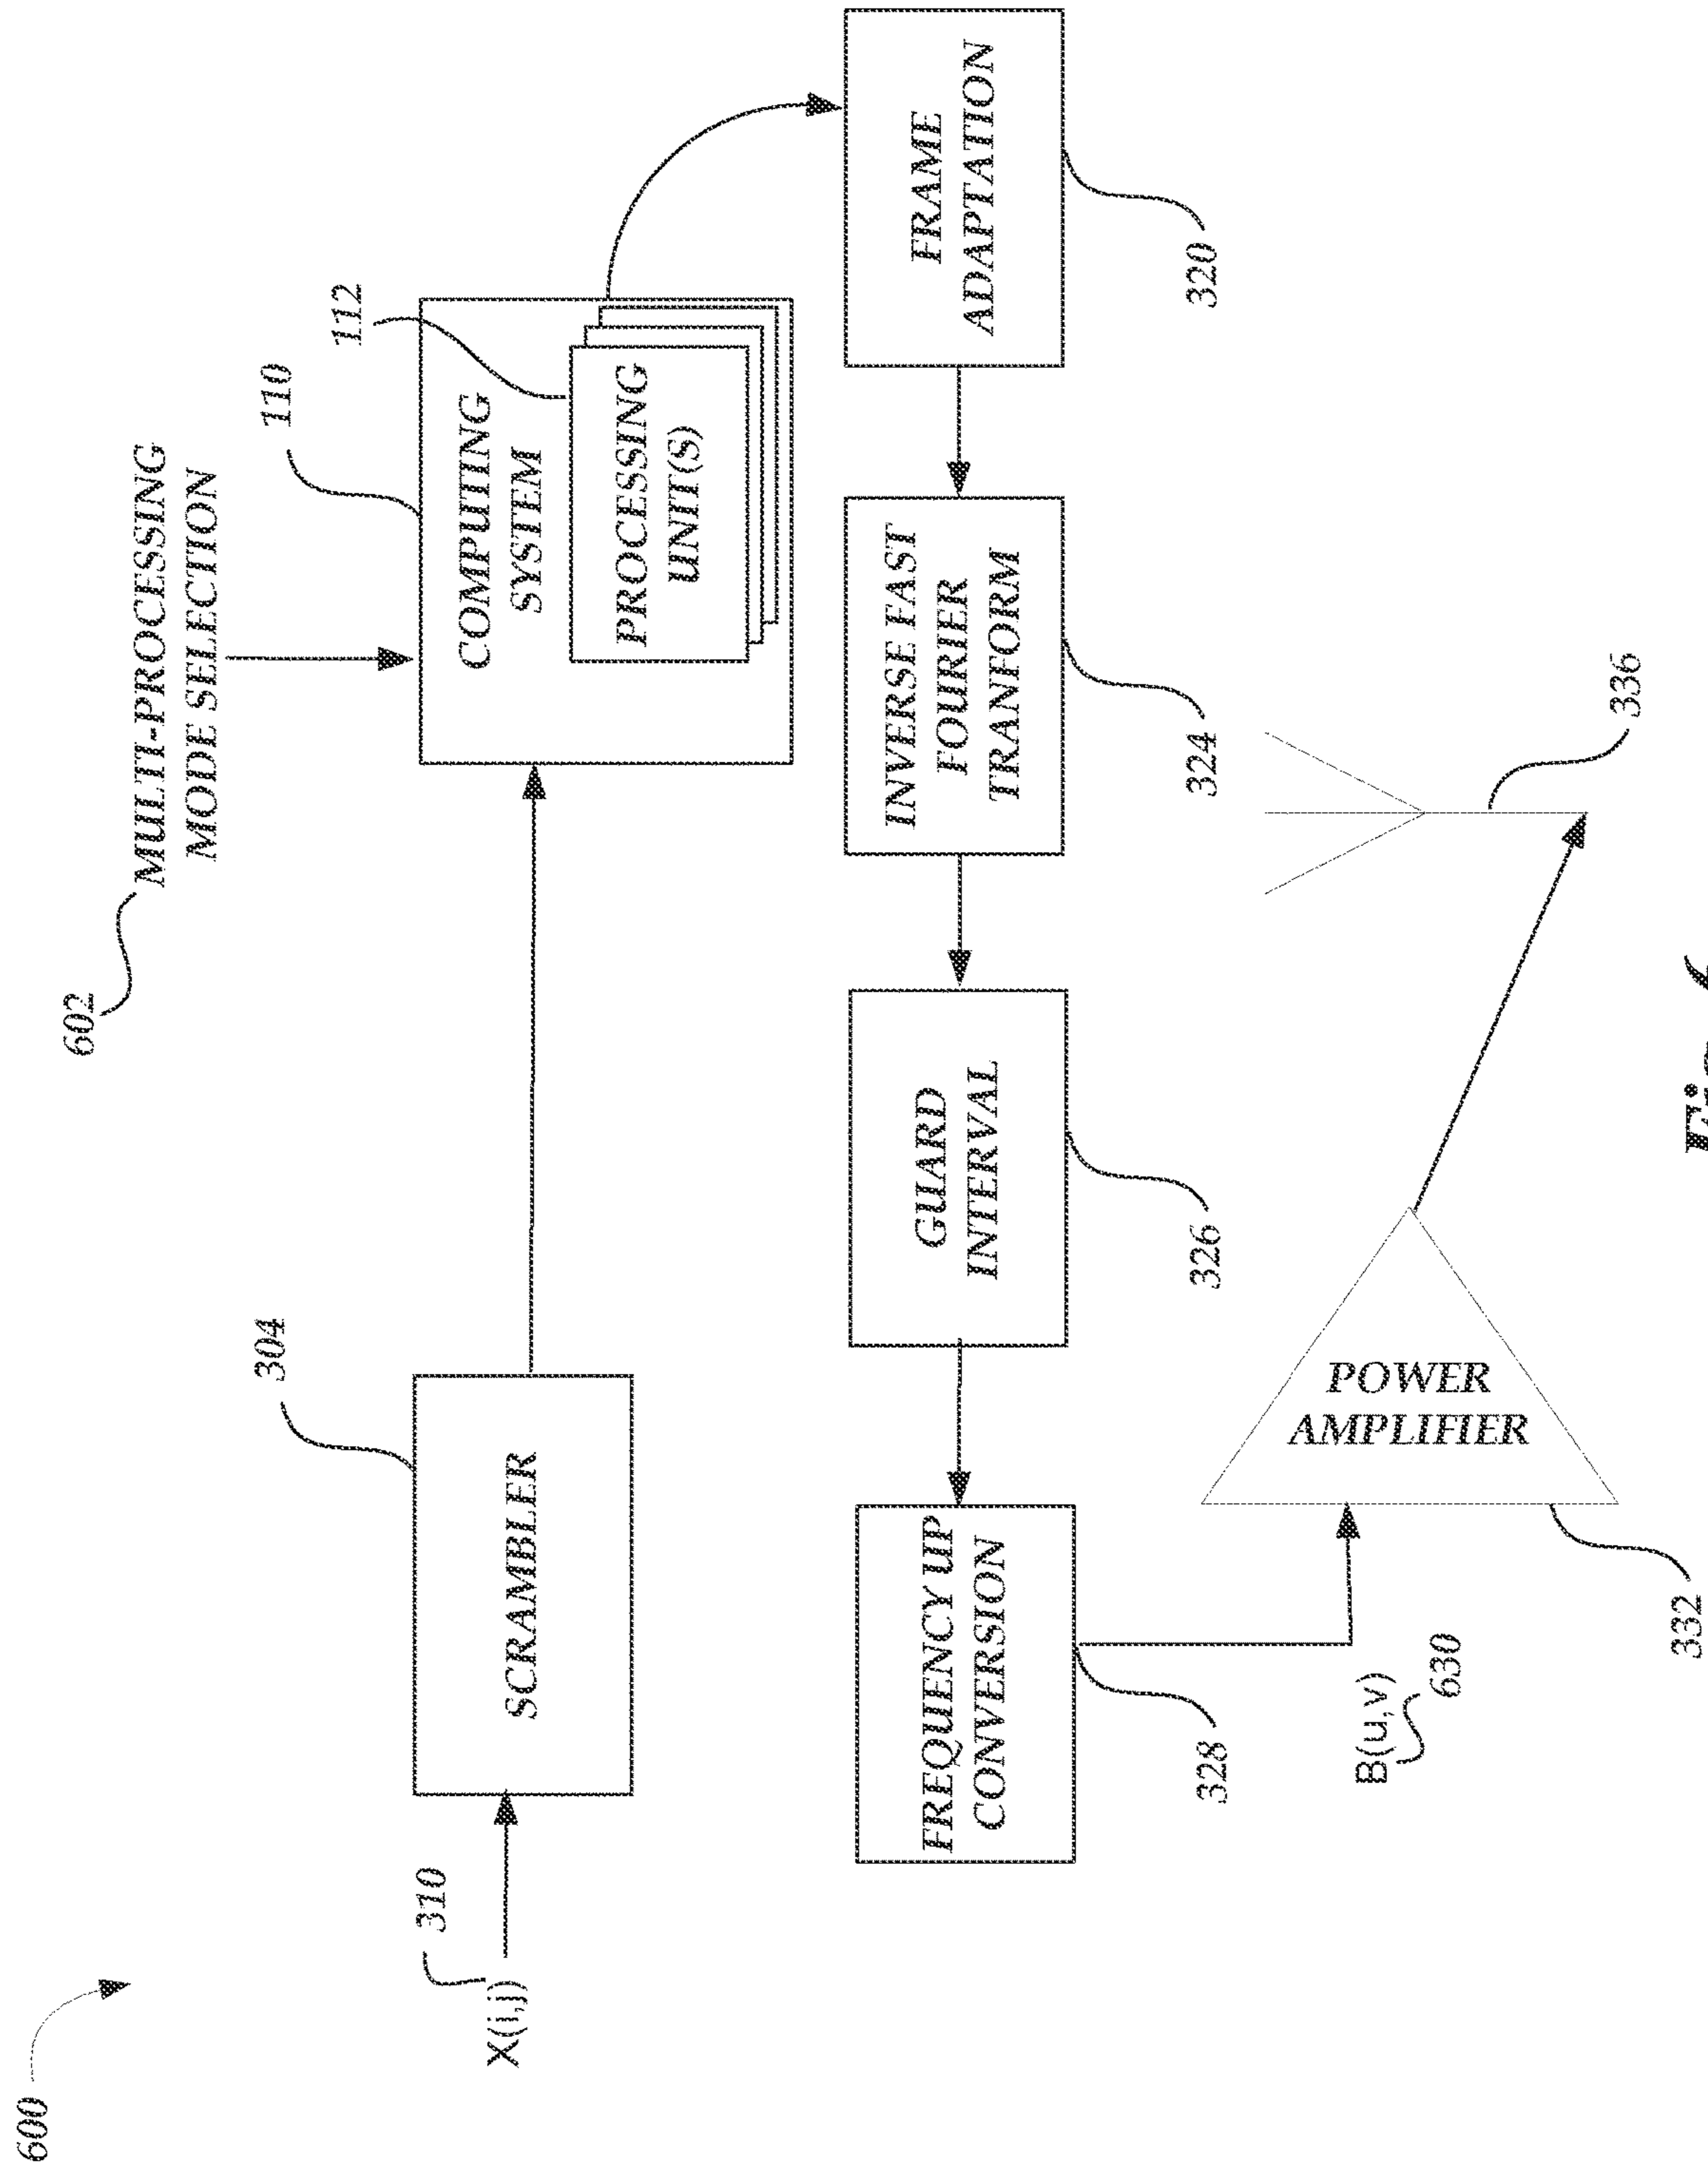 600
602
MULTI-PROCESSING
MODE SELECTION
110
112
304
310
X(i,j)
SCRAMBLER
COMPUTING
SYSTEM
PROCESSING
UNIT(S)
FREQUENCY UP
CONVERSION
GUARD
INTERVAL
INVERSE FAST
FOURIER
TRANFORM
FRAME
ADAPTATION
328
326
324
320
B(u,v)
630
POWER
AMPLIFIER
332
336